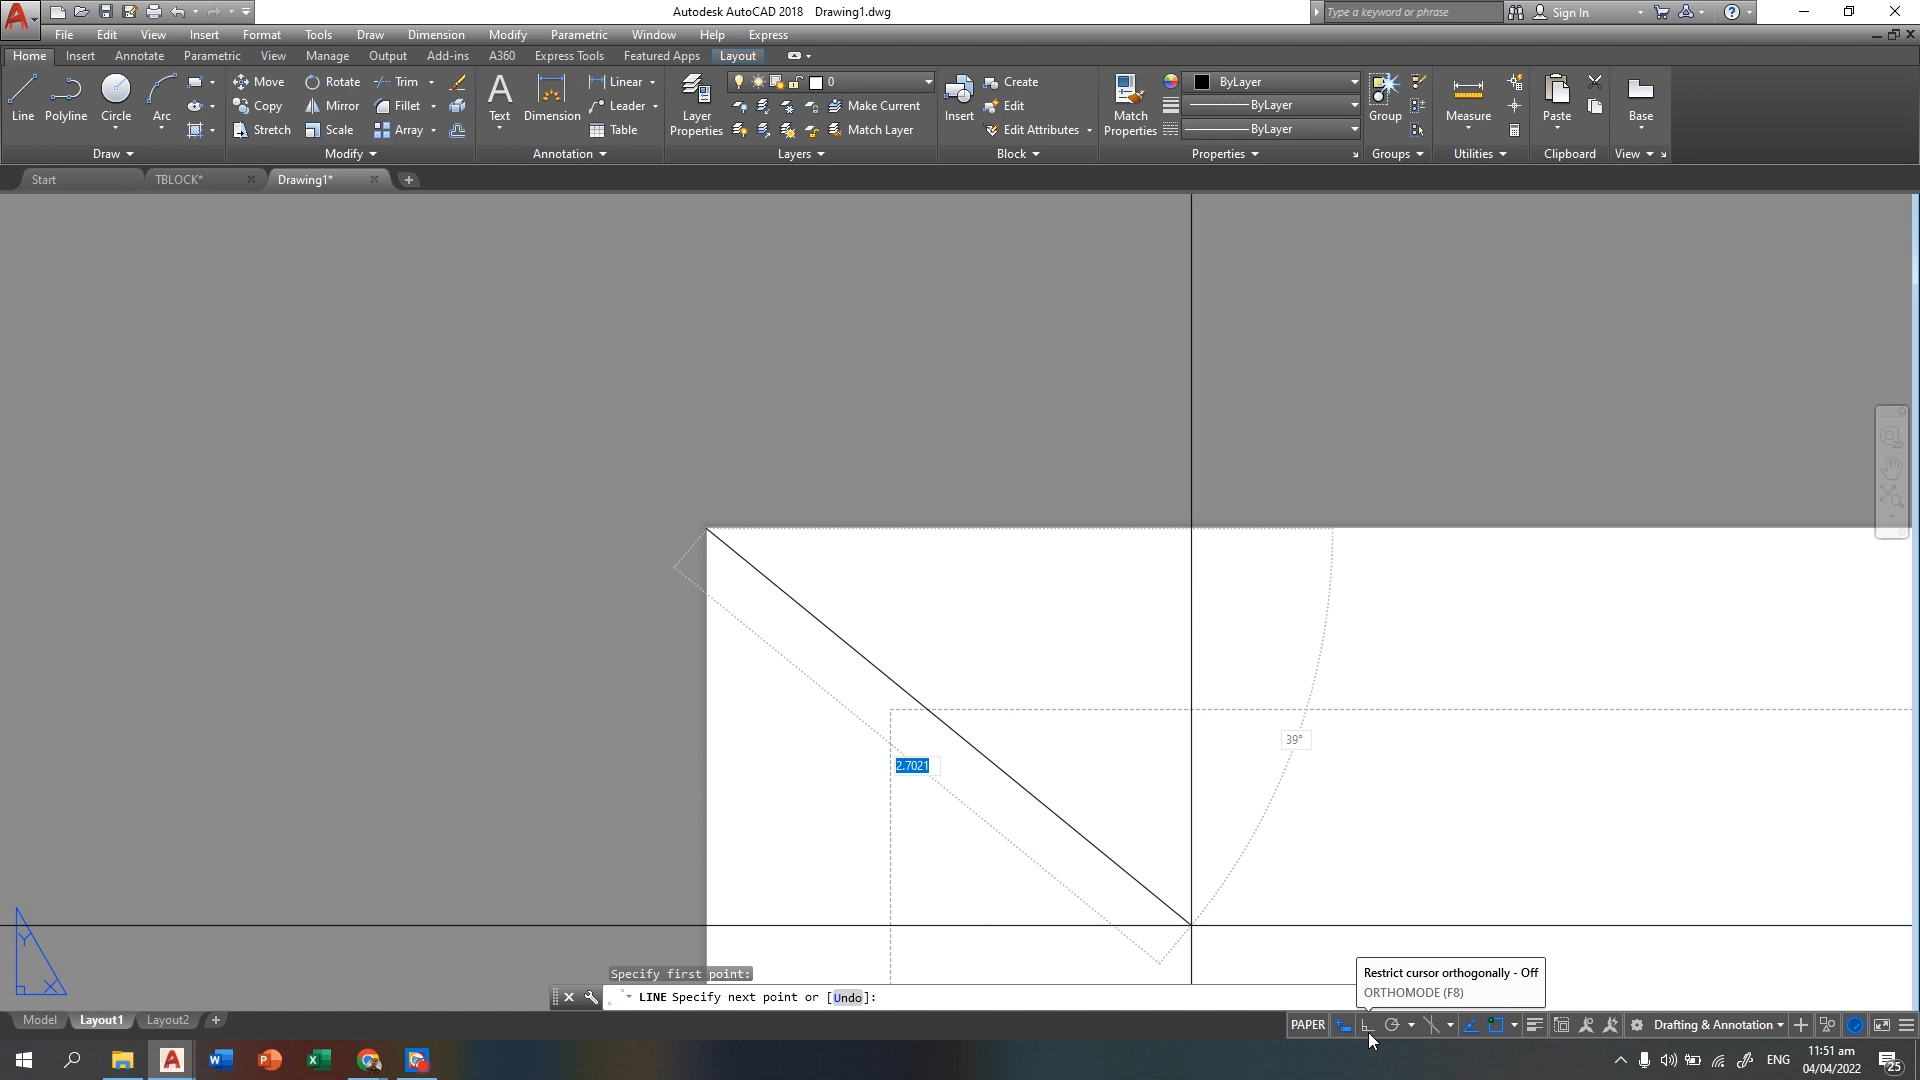 Autodesk AutoCAD 2018 Drawing1.dwg
Type a keyword or phrase
Sign In
File Edit View Insert Format Tools Draw Dimension Modify Parametric Window Help Express
Home Insert Annotate Parametric View Manage Output Add-ins A360 Express Tools Featured Apps Layout
Line Polyline Circle Arc
Move Rotate Trim
Copy Mirror Fillet
Stretch Scale Array
Text Dimension
Linear
Leader
Table
Layer
Properties
0
Make Current
Match Layer
Insert
Create
Edit
Edit Attributes
Match
Properties
ByLayer
ByLayer
ByLayer
Group
Measure
Paste
Base
Draw Modify Annotation Layers Block Properties Groups Utilities Clipboard View
Start TBLOCK* Drawing1*
2D
39°
2.7021
Y
X
Specify first point:
LINE Specify next point or [Undo]:
Restrict cursor orthogonally - Off
ORTHOMODE (F8)
Model Layout1 Layout2
PAPER
Drafting & Annotation
ENG
11:51 am
04/04/2022
25